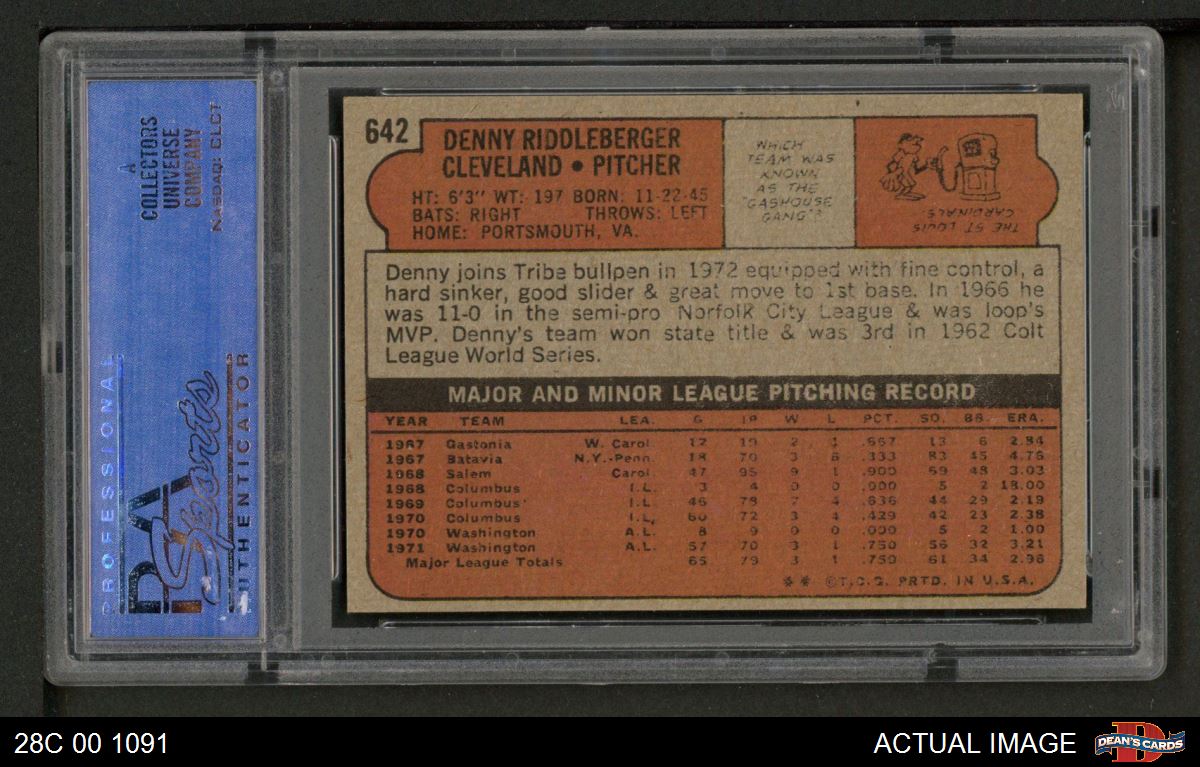 A
COLLECTORS
UNIVERSE
COMPANY
NASDAQ: CLCT
PROFESSIONAL
PSA
Sports
AUTHENTICATOR
642
DENNY RIDDLEBERGER
CLEVELAND • PITCHER
HT: 6'3" WT: 197 BORN: 11-22-45
BATS: RIGHT THROWS: LEFT
HOME: PORTSMOUTH, VA.
WHICH
TEAM WAS
KNOWN
AS THE
"GASHOUSE
GANG"?
THE ST LOUIS
CARDINALS
Denny joins Tribe bullpen in 1972 equipped with fine control, a
hard sinker, good slider & great move to 1st base. In 1966 he
was 11-0 in the semi-pro Norfolk City League & was loop's
MVP. Denny's team won state title & was 3rd in 1962 Colt
League World Series.
MAJOR AND MINOR LEAGUE PITCHING RECORD
YEAR TEAM LEA. G IP W L PCT. SO. BB. ERA.
1967 Gastonia W. Carol. 12 19 2 1 .667 13 6 2.84
1967 Batavia N.Y.-Penn. 18 70 3 6 .333 83 45 4.76
1968 Salem Carol. 47 95 9 1 .900 59 48 3.03
1968 Columbus I.L. 3 4 0 0 .000 5 2 18.00
1969 Columbus I.L. 46 78 7 4 .636 44 29 2.19
1970 Columbus I.L. 60 72 3 4 .429 42 23 2.38
1970 Washington A.L. 8 9 0 0 .000 5 2 1.00
1971 Washington A.L. 57 70 3 1 .750 56 32 3.21
Major League Totals 65 79 3 1 .750 61 34 2.96
* * ©T.C.G. PRTD. IN U.S.A.
28C 00 1091
ACTUAL IMAGE
D
DEAN'S CARDS